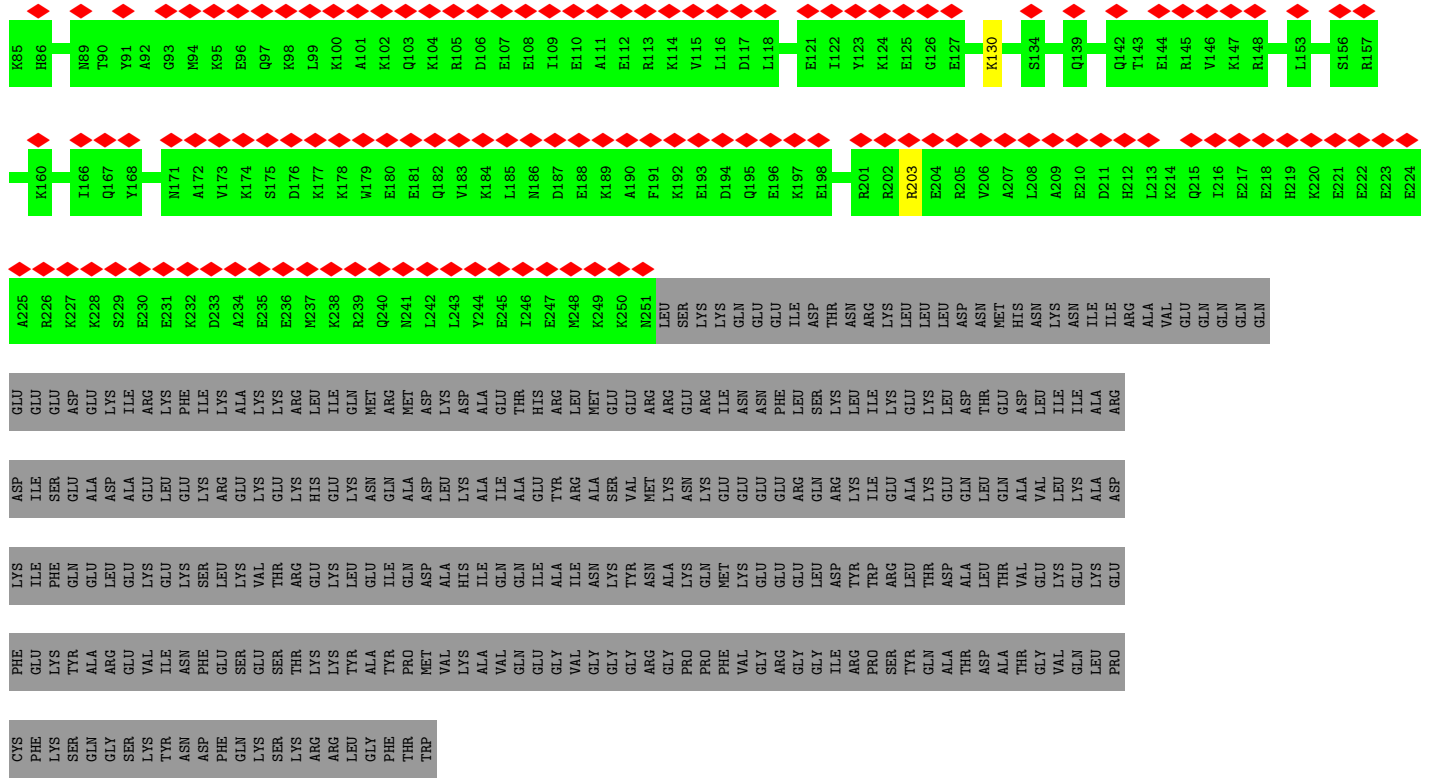 K85 H86 N89 T90 Y91 A92 G93 M94 K95 E96 Q97 K98 L99 K100 A101 K102 Q103 K104 R105 D106 E107 E108 I109 E110 A111 E112 R113 K114 V115 L116 D117 L118 E121 I122 Y123 K124 E125 G126 E127 K130 S134 Q139 Q142 T143 E144 R145 V146 K147 R148 L153 S156 R157
K160 I166 Q167 Y168 N171 A172 V173 K174 S175 D176 K177 K178 W179 E180 E181 Q182 V183 K184 L185 N186 D187 E188 K189 A190 F191 K192 E193 D194 Q195 E196 K197 E198 R201 R202 R203 E204 R205 V206 A207 L208 A209 E210 D211 H212 L213 K214 Q215 I216 E217 E218 H219 K220 E221 E222 E223 E224
A225 R226 K227 K228 S229 E230 E231 K232 D233 A234 E235 E236 M237 K238 R239 Q240 N241 L242 L243 Y244 E245 I246 E247 M248 K249 K250 N251 LEU SER LYS LYS GLN GLU GLU ILE ASP THR ASN ARG LYS LEU LEU LEU ASP ASN MET HIS ASN LYS ASN ILE ILE ARG ALA VAL GLU GLN GLN GLN GLN
GLU GLU GLU ASP GLU LYS ILE ARG LYS PHE ILE LYS ALA LYS LYS ARG LEU ILE GLN MET ARG MET ASP LYS ASP ALA GLU THR HIS ARG LEU MET GLU GLU ARG ARG GLU ARG ILE ASN ASN PHE LEU SER LYS LEU ILE LYS GLU LYS LEU ASP THR GLU ASP LEU ILE ILE ALA ARG
ASP ILE SER GLU ALA ASP ALA GLU LEU GLU LYS ARG GLU LYS GLU LYS HIS GLU LYS ASN GLN ALA ASP LEU LYS ALA ILE ALA GLU TYR ARG ALA SER VAL MET LYS ASN LYS GLU GLU GLU GLU ARG GLN ARG LYS ILE GLU ALA LYS GLU GLN LEU GLN ALA VAL LEU LYS ALA ASP
LYS ILE PHE GLN GLU LEU GLU LYS GLU LYS SER LEU LYS VAL THR ARG GLU LYS LEU GLU ILE GLN ASP ALA HIS ILE GLN GLN ILE ALA ILE ASN LYS TYR ASN ALA LYS GLN MET LYS GLU GLU GLU LEU ASP TYR TRP ARG LEU THR ASP ALA LEU THR VAL GLU LYS GLU LYS GLU
PHE GLU LYS TYR ALA ARG GLU VAL ILE ASN PHE GLU SER GLU SER THR LYS LYS TYR ALA TYR PRO MET VAL LYS ALA VAL GLN GLU GLY VAL GLY GLY GLY ARG GLY PRO PRO PHE VAL GLY ARG GLY GLY ILE ARG PRO SER TYR GLN ALA THR ASP ALA THR GLY VAL GLN LEU PRO
CYS PHE LYS SER GLN GLY SER LYS TYR ASN ASP PHE GLN LYS SER LYS ARG ARG LEU GLY PHE THR TRP